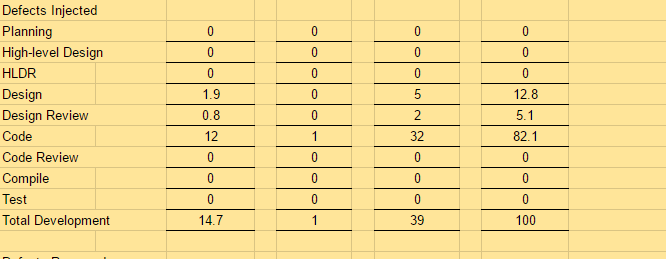 Defects Injected
Planning 0 0 0 0
High-level Design 0 0 0 0
HLDR 0 0 0 0
Design 1.9 0 5 12.8
Design Review 0.8 0 2 5.1
Code 12 1 32 82.1
Code Review 0 0 0 0
Compile 0 0 0 0
Test 0 0 0 0
Total Development 14.7 1 39 100